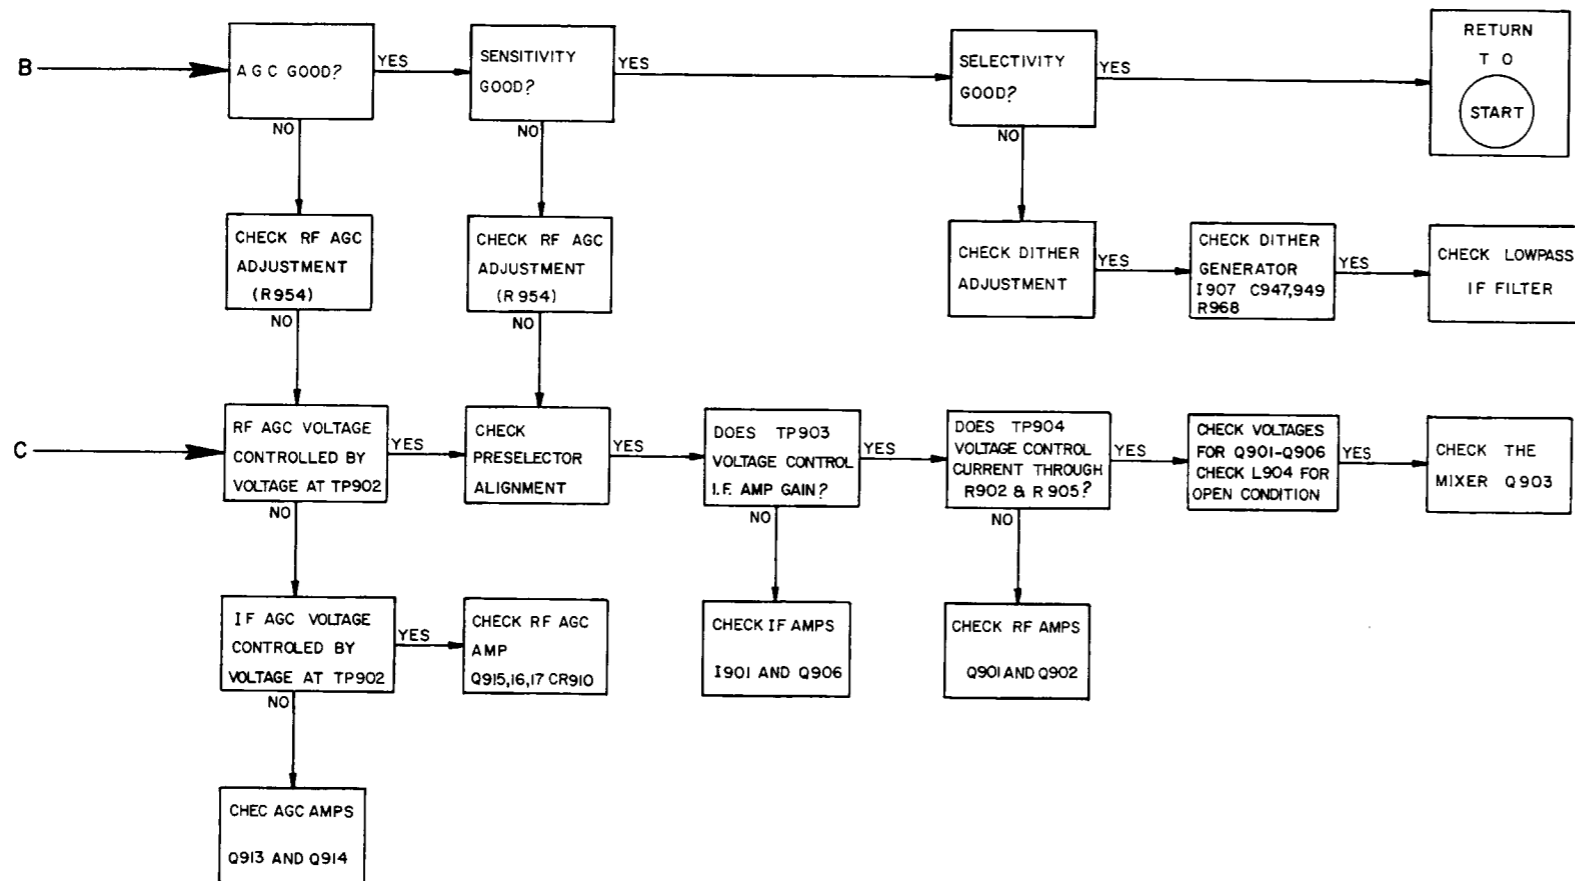 B
A G C GOOD?
YES
NO
SENSITIVITY
GOOD?
YES
NO
SELECTIVITY
GOOD?
YES
NO
RETURN
T O
START
CHECK RF AGC
ADJUSTMENT
(R954)
NO
CHECK RF AGC
ADJUSTMENT
(R954)
NO
CHECK DITHER
ADJUSTMENT
YES
CHECK DITHER
GENERATOR
I907 C947,949
R968
YES
CHECK LOWPASS
IF FILTER
C
RF AGC VOLTAGE
CONTROLLED BY
VOLTAGE AT TP902
YES
NO
CHECK
PRESELECTOR
ALIGNMENT
YES
DOES TP903
VOLTAGE CONTROL
I.F. AMP GAIN?
YES
NO
DOES TP904
VOLTAGE CONTROL
CURRENT THROUGH
R902 & R905?
YES
NO
CHECK VOLTAGES
FOR Q901-Q906
CHECK L904 FOR
OPEN CONDITION
YES
CHECK THE
MIXER Q903
IF AGC VOLTAGE
CONTROLED BY
VOLTAGE AT TP902
YES
NO
CHECK RF AGC
AMP
Q915,16,17 CR910
CHECK IF AMPS
I901 AND Q906
CHECK RF AMPS
Q901 AND Q902
CHEC AGC AMPS
Q913 AND Q914